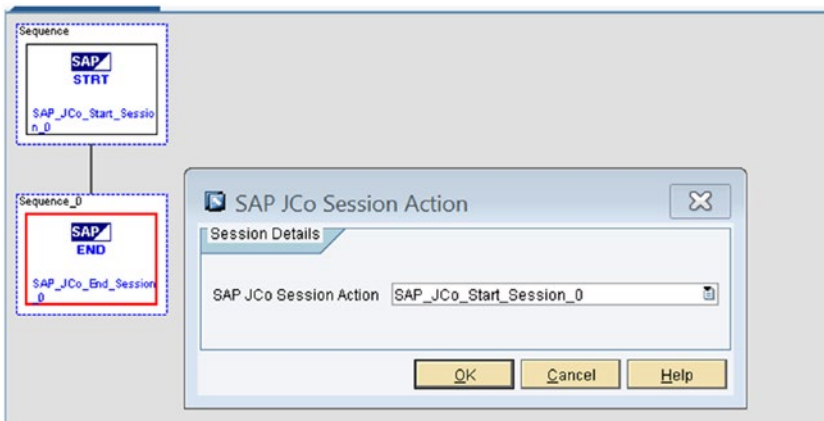 Sequence
SAP
STRT
SAP_JCo_Start_Sessio
n_0
Sequence_0
SAP
END
SAP_JCo_End_Session
_0
SAP JCo Session Action
Session Details
SAP JCo Session Action SAP_JCo_Start_Session_0
OK Cancel Help